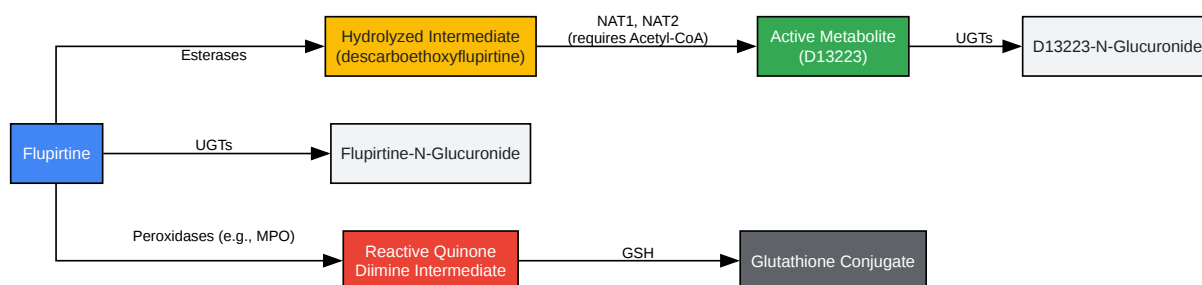 NAT1, NAT2
(requires Acetyl-CoA)
Hydrolyzed Intermediate
(descarboethoxyflupirtine)
Esterases
Active Metabolite
(D13223)
UGTs
D13223-N-Glucuronide
Flupirtine
UGTs
Flupirtine-N-Glucuronide
Peroxidases (e.g., MPO)
Reactive Quinone
Diimine Intermediate
GSH
Glutathione Conjugate